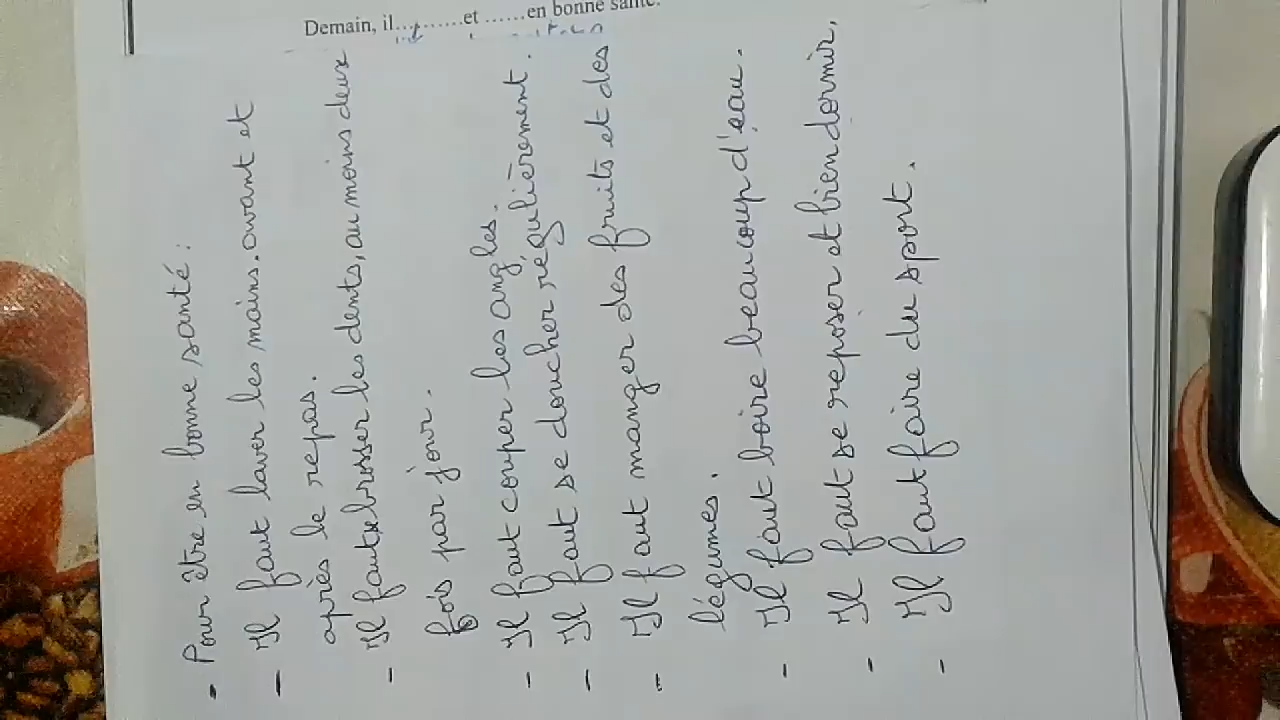 Demain, il..........et ......en bonne santé.
- Pour être en bonne santé :
- Il faut laver les mains. avant et
après le repas.
- Il faut brosser les dents, au moins deux
fois par jour.
- Il faut couper les angles.
- Il faut se doucher régulièrement.
- Il faut manger des fruits et des
légumes.
- Il faut boire beaucoup d'eau.
- Il faut se reposer et bien dormir.
- Il faut faire du sport.